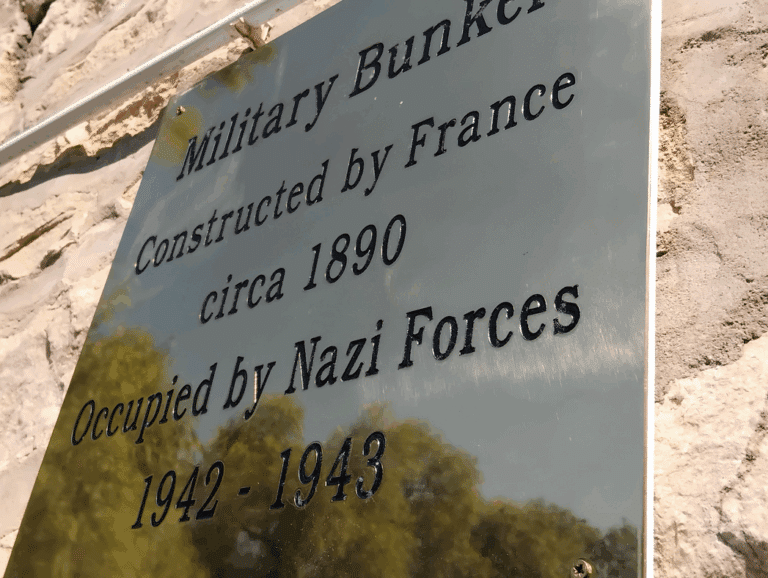 Military Bunker
Constructed by France
circa 1890
Occupied by Nazi Forces
1942 - 1943